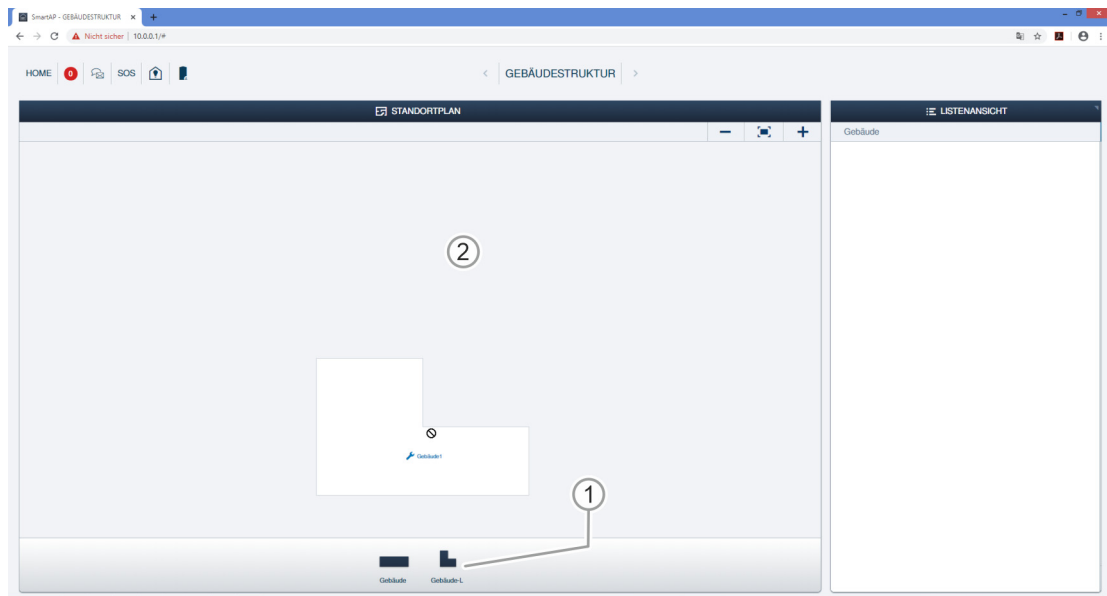 SmartAP - GEBÄUDESTRUKTUR
Nicht sicher | 10.0.0.1/#
HOME 0 SOS GEBÄUDESTRUKTUR
STANDORTPLAN
LISTENANSICHT
Gebäude
2
Gebäude1
1
Gebäude Gebäude-L